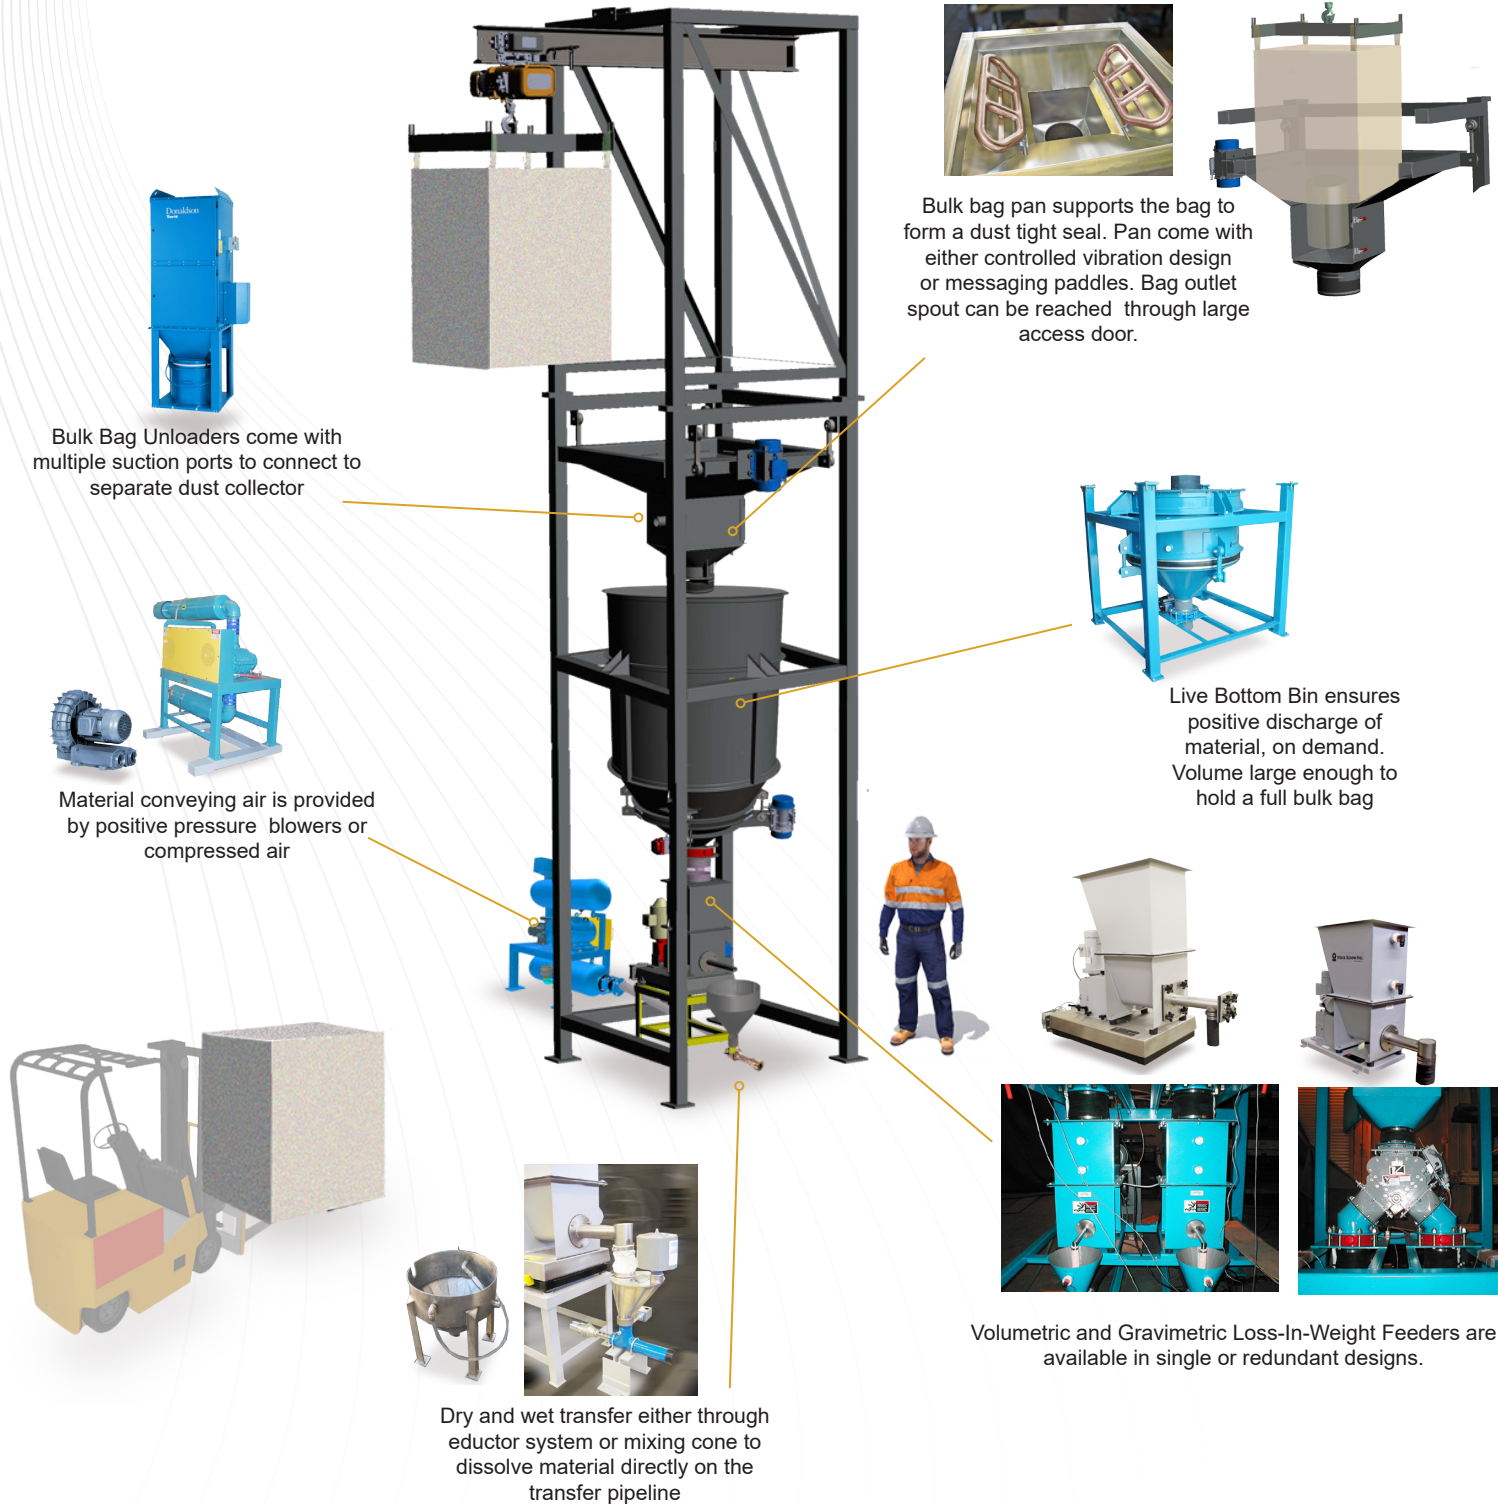 Donaldson
Torit
Bulk bag pan supports the bag to
form a dust tight seal. Pan come with
either controlled vibration design
or messaging paddles. Bag outlet
spout can be reached  through large
access door.
Bulk Bag Unloaders come with
multiple suction ports to connect to
separate dust collector
Live Bottom Bin ensures
positive discharge of
material, on demand.
Volume large enough to
hold a full bulk bag
Material conveying air is provided
by positive pressure  blowers or
compressed air
Volumetric and Gravimetric Loss-In-Weight Feeders are
available in single or redundant designs.
Dry and wet transfer either through
eductor system or mixing cone to
dissolve material directly on the
transfer pipeline